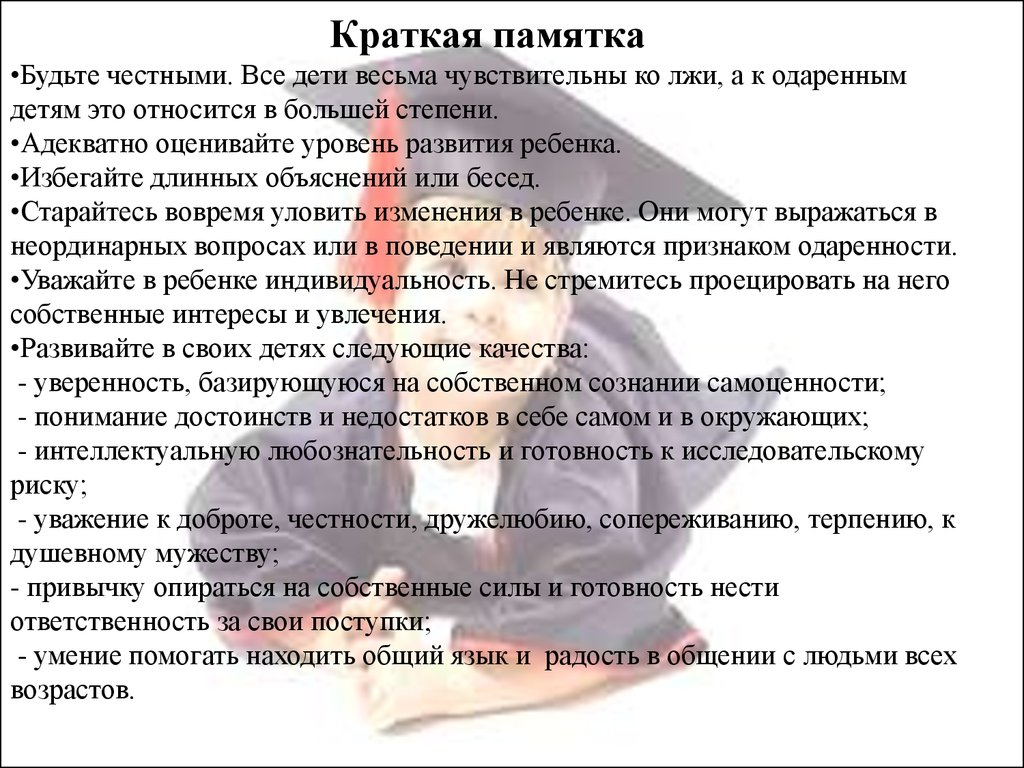 Краткая памятка
•Будьте честными. Все дети весьма чувствительны ко лжи, а к одаренным
детям это относится в большей степени.
•Адекватно оценивайте уровень развития ребенка.
•Избегайте длинных объяснений или бесед.
•Старайтесь вовремя уловить изменения в ребенке. Они могут выражаться в
неординарных вопросах или в поведении и являются признаком одаренности.
•Уважайте в ребенке индивидуальность. Не стремитесь проецировать на него
собственные интересы и увлечения.
•Развивайте в своих детях следующие качества:
- уверенность, базирующуюся на собственном сознании самоценности;
- понимание достоинств и недостатков в себе самом и в окружающих;
- интеллектуальную любознательность и готовность к исследовательскому
риску;
- уважение к доброте, честности, дружелюбию, сопереживанию, терпению, к
душевному мужеству;
- привычку опираться на собственные силы и готовность нести
ответственность за свои поступки;
- умение помогать находить общий язык и  радость в общении с людьми всех
возрастов.